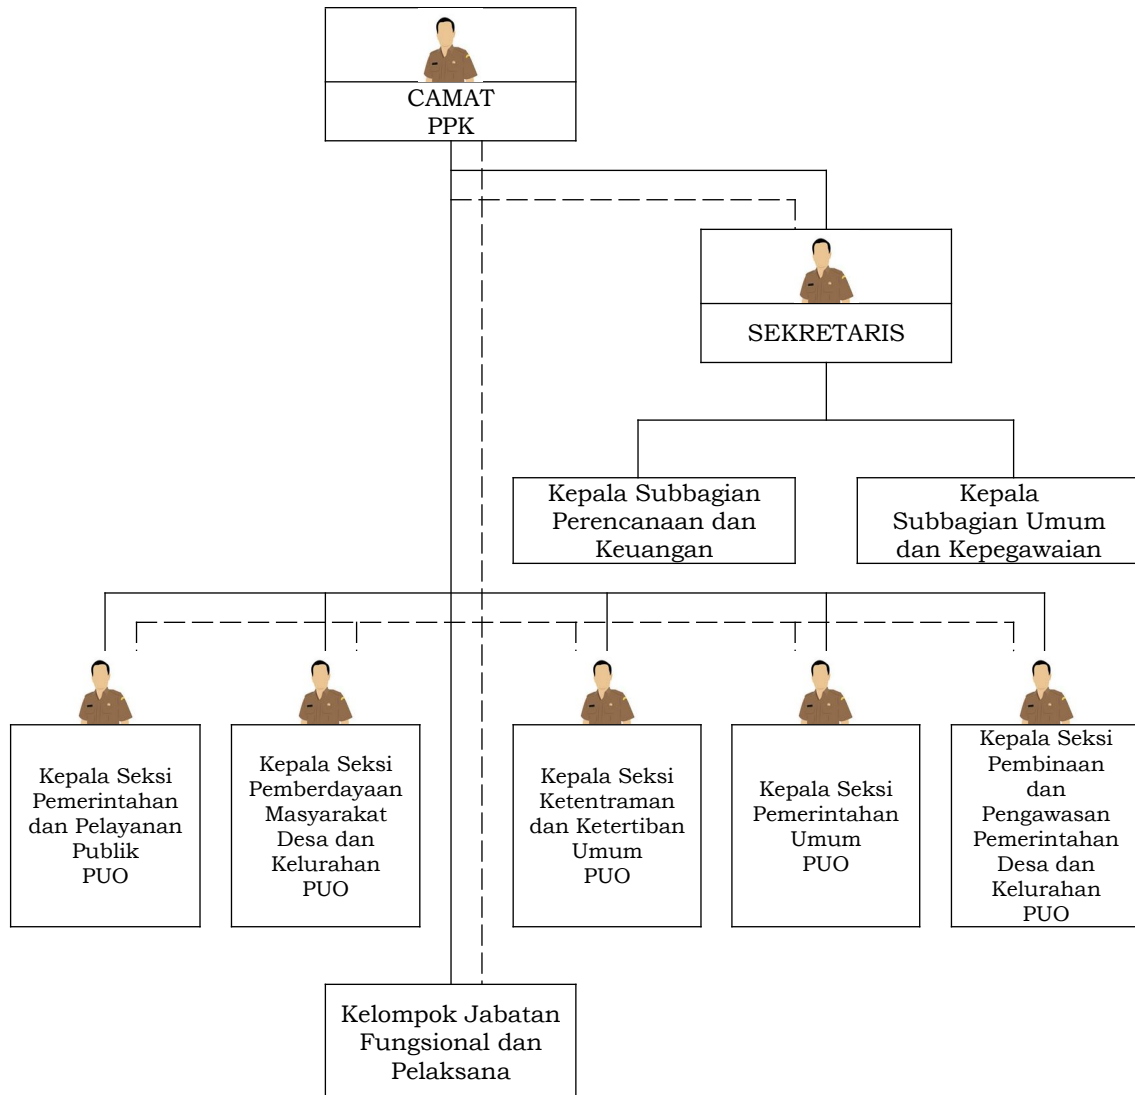 CAMAT
PPK
SEKRETARIS
Kepala Subbagian
Perencanaan dan
Keuangan
Kepala
Subbagian Umum
dan Kepegawaian
Kepala Seksi
Pemerintahan
dan Pelayanan
Publik
PUO
Kepala Seksi
Pemberdayaan
Masyarakat
Desa dan
Kelurahan
PUO
Kepala Seksi
Ketentraman
dan Ketertiban
Umum
PUO
Kepala Seksi
Pemerintahan
Umum
PUO
Kepala Seksi
Pembinaan
dan
Pengawasan
Pemerintahan
Desa dan
Kelurahan
PUO
Kelompok Jabatan
Fungsional dan
Pelaksana